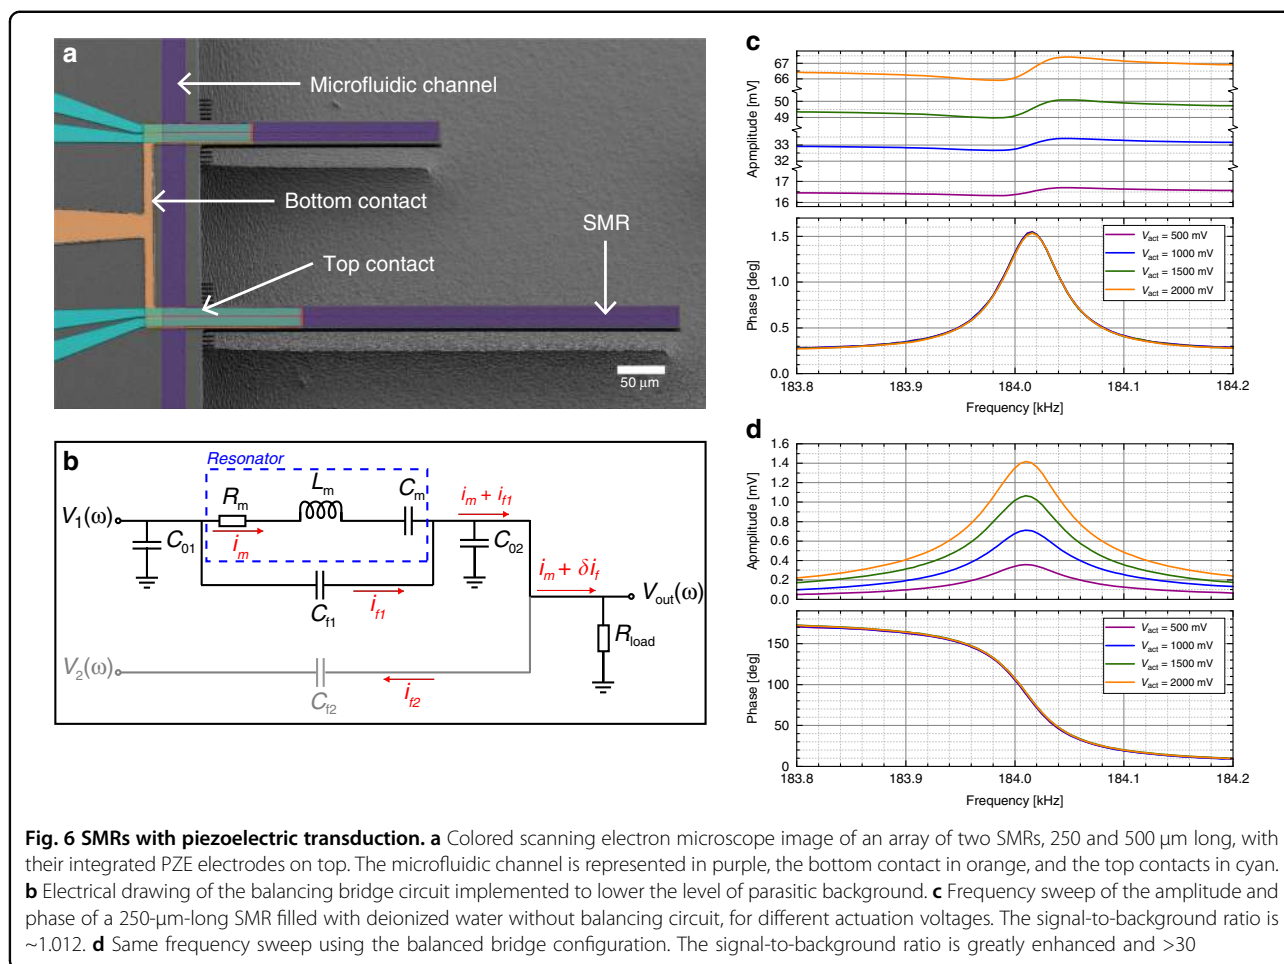 a
Microfluidic channel
Bottom contact
SMR
Top contact
50 μm
b
Resonator
Rm
Lm
Cm
im + if1
V1(ω)
C01
im
C02
im + δif
Cf1
if1
Vout(ω)
Rload
V2(ω)
Cf2
if2
c
Apmplitude [mV]
67
66
50
49
33
32
17
16
Phase [deg]
1.5
1.0
0.5
0.0
Vact = 500 mV
Vact = 1000 mV
Vact = 1500 mV
Vact = 2000 mV
183.8 183.9 184.0 184.1 184.2
Frequency [kHz]
d
Apmplitude [mV]
1.6
1.4
1.2
1.0
0.8
0.6
0.4
0.2
0.0
Phase [deg]
150
100
50
0
Vact = 500 mV
Vact = 1000 mV
Vact = 1500 mV
Vact = 2000 mV
183.8 183.9 184.0 184.1 184.2
Frequency [kHz]
Fig. 6 SMRs with piezoelectric transduction. a Colored scanning electron microscope image of an array of two SMRs, 250 and 500 μm long, with
their integrated PZE electrodes on top. The microfluidic channel is represented in purple, the bottom contact in orange, and the top contacts in cyan.
b Electrical drawing of the balancing bridge circuit implemented to lower the level of parasitic background. c Frequency sweep of the amplitude and
phase of a 250-μm-long SMR filled with deionized water without balancing circuit, for different actuation voltages. The signal-to-background ratio is
~1.012. d Same frequency sweep using the balanced bridge configuration. The signal-to-background ratio is greatly enhanced and >30